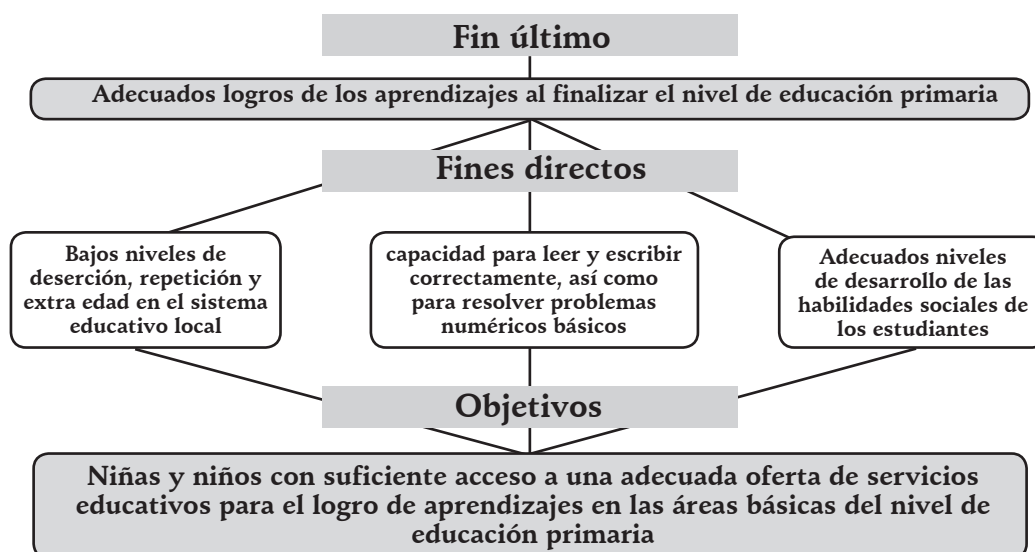 Fin último
Adecuados logros de los aprendizajes al finalizar el nivel de educación primaria
Fines directos
Bajos niveles de
deserción, repetición y
extra edad en el sistema
educativo local
capacidad para leer y escribir
correctamente, así como
para resolver problemas
numéricos básicos
Adecuados niveles
de desarrollo de las
habilidades sociales de
los estudiantes
Objetivos
Niñas y niños con suficiente acceso a una adecuada oferta de servicios
educativos para el logro de aprendizajes en las áreas básicas del nivel de
educación primaria